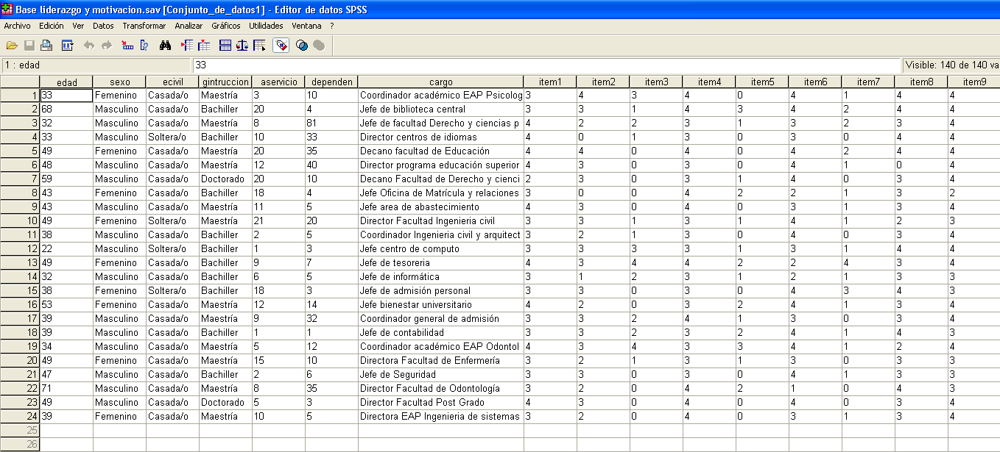 Base liderazgo y motivacion.sav [Conjunto_de_datos1] - Editor de datos SPSS
Archivo Edición Ver Datos Transformar Analizar Gráficos Utilidades Ventana ?
1 : edad 33 Visible: 140 de 140 va
edad sexo ecivil gintruccion aservicio dependen cargo item1 item2 item3 item4 item5 item6 item7 item8 item9
1 33 Femenino Casada/o Maestría 3 10 Coordinador académico EAP Psicolog 3 4 3 4 0 4 1 4 4
2 68 Masculino Casada/o Bachiller 20 4 Jefe de biblioteca central 3 3 1 4 3 4 2 4 4
3 32 Masculino Casada/o Maestría 8 81 Jefe de facultad Derecho y ciencias p 4 2 2 3 1 3 2 3 4
4 33 Masculino Soltera/o Bachiller 10 33 Director centros de idiomas 4 0 1 3 0 3 0 4 4
5 49 Femenino Casada/o Maestría 20 35 Decano facultad de Educación 4 4 0 4 0 4 2 4 4
6 48 Masculino Casada/o Maestría 12 40 Director programa educación superior 4 3 0 3 0 4 1 0 4
7 59 Masculino Casada/o Doctorado 20 10 Decano Facultad de Derecho y cienci 2 3 0 3 1 4 0 3 4
8 43 Femenino Casada/o Bachiller 18 4 Jefe Oficina de Matrícula y relaciones 3 0 0 4 2 2 1 3 2
9 43 Masculino Casada/o Maestría 11 5 Jefe area de abastecimiento 4 3 0 4 0 3 1 3 4
10 49 Femenino Soltera/o Maestría 21 20 Director Facultad Ingenieria civil 3 3 1 3 1 4 1 2 3
11 38 Masculino Casada/o Bachiller 2 5 Coordinador Ingenieria civil y arquitect 3 2 1 3 0 4 0 3 4
12 22 Masculino Soltera/o Bachiller 1 3 Jefe centro de computo 3 3 3 3 1 3 1 4 4
13 49 Femenino Casada/o Bachiller 9 7 Jefe de tesoreria 4 3 4 4 2 2 4 3 4
14 32 Masculino Casada/o Bachiller 6 5 Jefe de informática 3 1 2 3 1 2 1 3 3
15 38 Femenino Soltera/o Bachiller 18 3 Jefe de admisión personal 3 3 0 3 0 4 3 4 3
16 53 Femenino Casada/o Maestría 12 14 Jefe bienestar universitario 4 2 0 3 2 4 1 3 4
17 39 Masculino Casada/o Maestría 9 32 Coordinador general de admisión 3 3 2 4 1 3 0 3 4
18 39 Masculino Casada/o Bachiller 1 1 Jefe de contabilidad 3 3 2 3 2 4 1 4 3
19 34 Masculino Casada/o Maestría 5 12 Coordinador académico EAP Odontol 4 3 4 3 3 4 1 2 4
20 49 Femenino Casada/o Maestría 15 10 Directora Facultad de Enfermería 3 2 1 3 1 3 0 3 3
21 47 Masculino Casada/o Bachiller 2 6 Jefe de Seguridad 3 3 0 3 0 4 1 3 3
22 71 Masculino Casada/o Maestría 8 35 Director Facultad de Odontología 3 2 0 4 2 1 0 4 3
23 49 Masculino Casada/o Doctorado 5 3 Director Facultad Post Grado 4 3 0 4 0 4 0 3 4
24 39 Femenino Casada/o Maestría 10 5 Directora EAP Ingenieria de sistemas 3 2 0 4 0 3 1 3 4
25
26